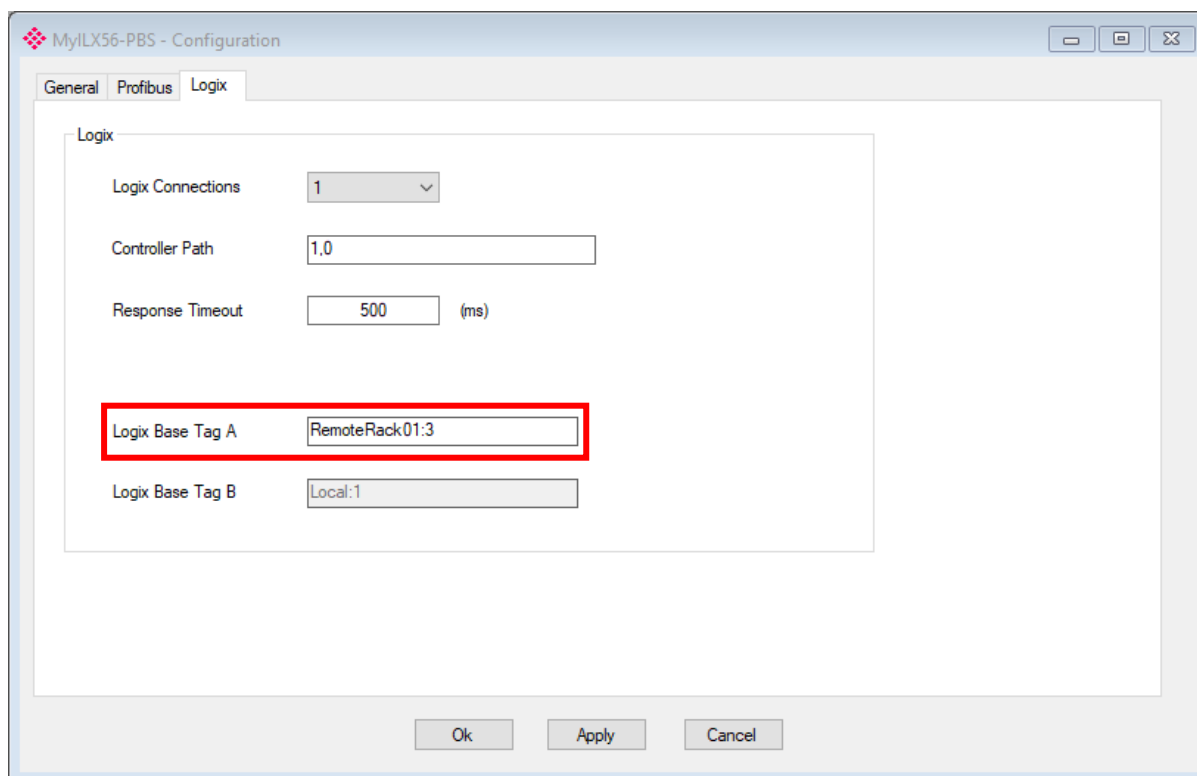 MyILX56-PBS - Configuration
General Profibus Logix
Logix
Logix Connections 1
Controller Path 1,0
Response Timeout 500 (ms)
Logix Base Tag A RemoteRack01:3
Logix Base Tag B Local:1
Ok Apply Cancel